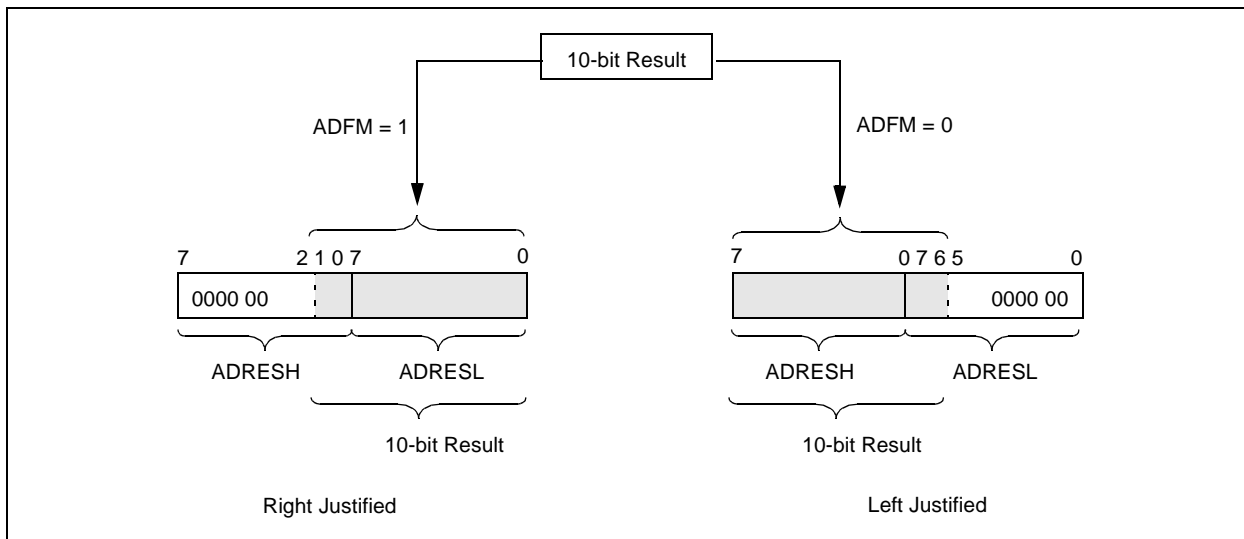 10-bit Result
ADFM = 1
ADFM = 0
7 2 1 0 7 0
7 0 7 6 5 0
0000 00
0000 00
ADRESH ADRESL
ADRESH ADRESL
10-bit Result
10-bit Result
Right Justified
Left Justified